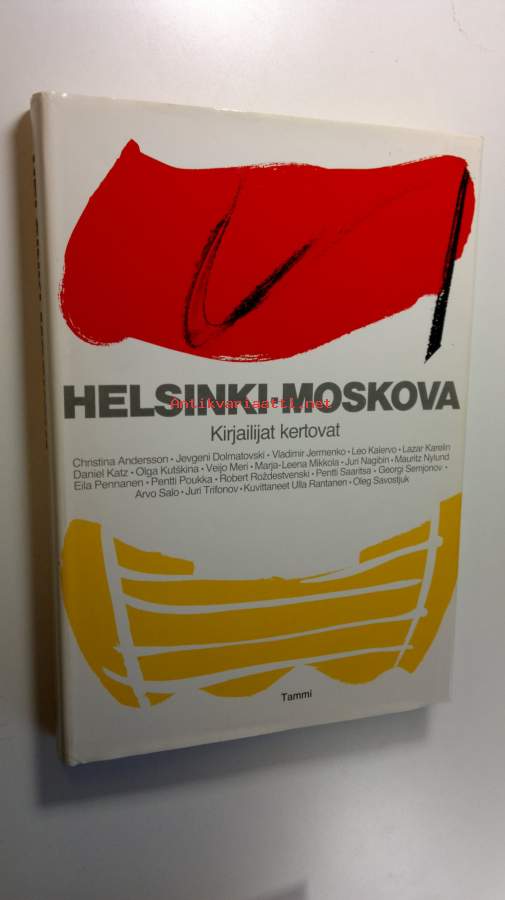 HELSINKI-MOSKOVA
Antikvariaatti.net
Kirjailijat kertovat
Christina Andersson • Jevgeni Dolmatovski • Vladimir Jermenko • Leo Kalervo • Lazar Karelin
Daniel Katz • Olga Kutškina • Veijo Meri • Marja-Leena Mikkola • Juri Nagibin • Mauritz Nylund
Eila Pennanen • Pentti Poukka • Robert Roždestvenski • Pentti Saaritsa • Georgi Semjonov •
Arvo Salo • Juri Trifonov • Kuvittaneet Ulla Rantanen • Oleg Savostjuk
Tammi